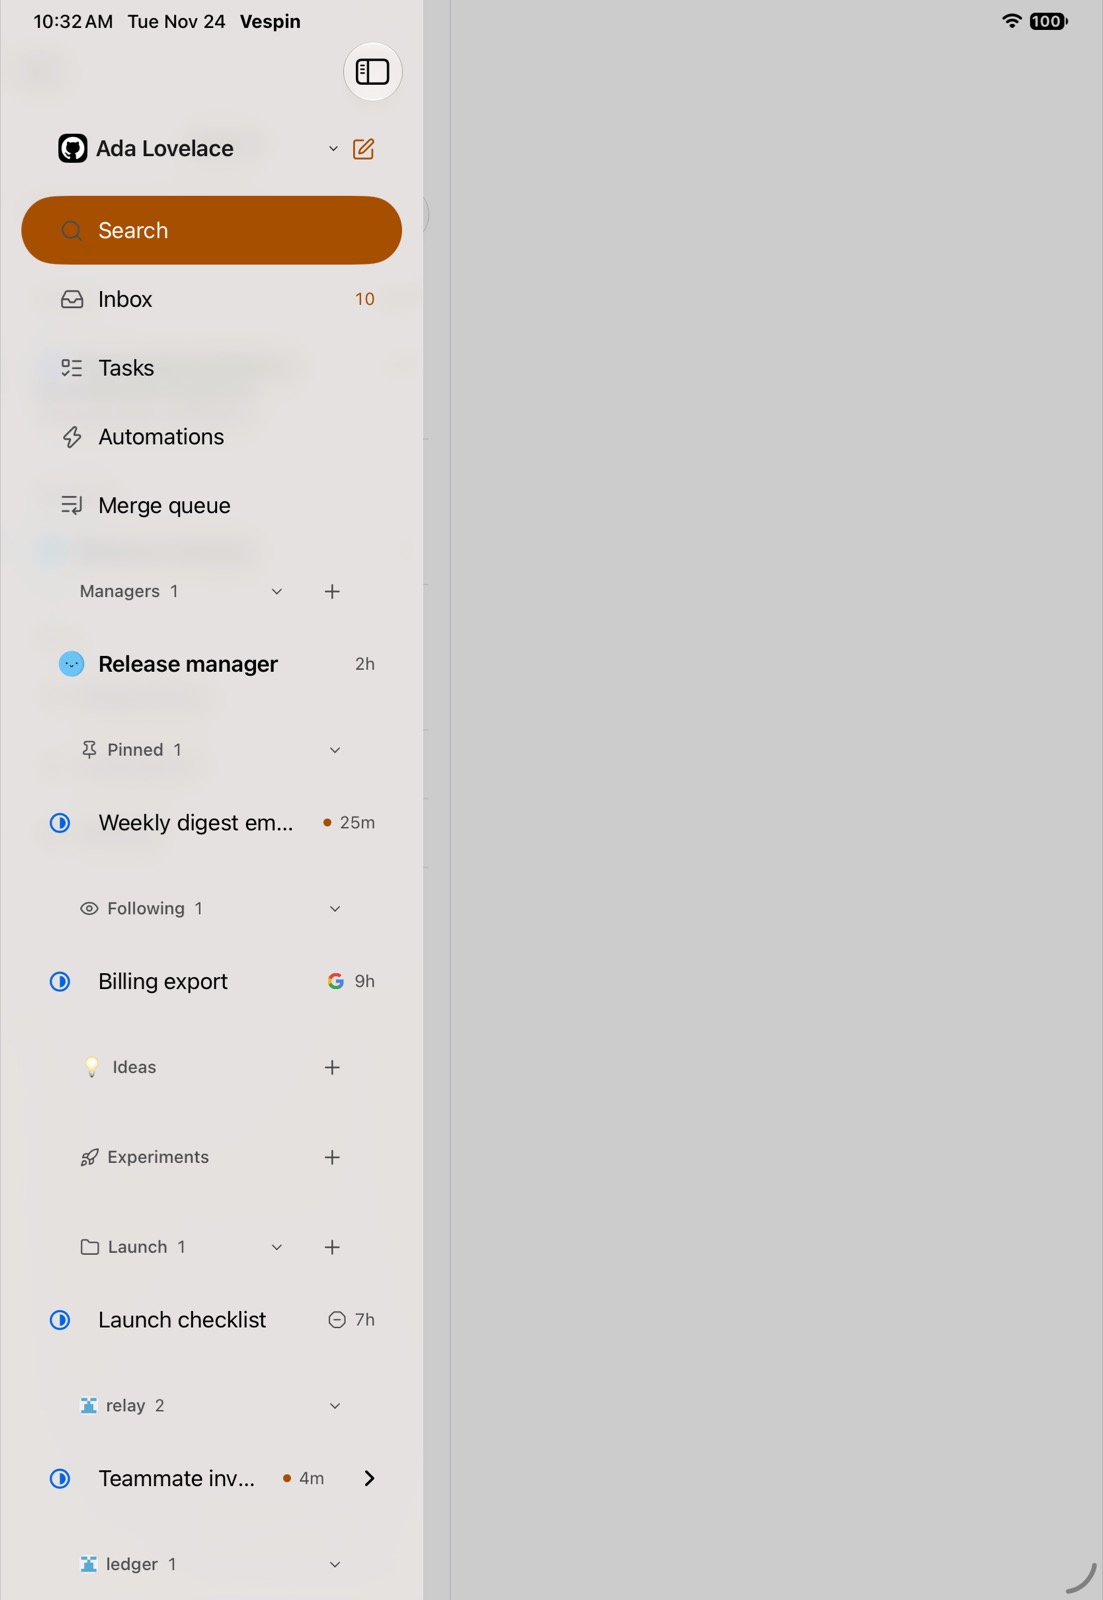 10:32 AM Tue Nov 24 Vespin
100
Ada Lovelace
Search
Inbox 10
Tasks
Automations
Merge queue
Managers 1
Release manager 2h
Pinned 1
Weekly digest em... 25m
Following 1
Billing export 9h
Ideas
Experiments
Launch 1
Launch checklist 7h
relay 2
Teammate inv... 4m
ledger 1